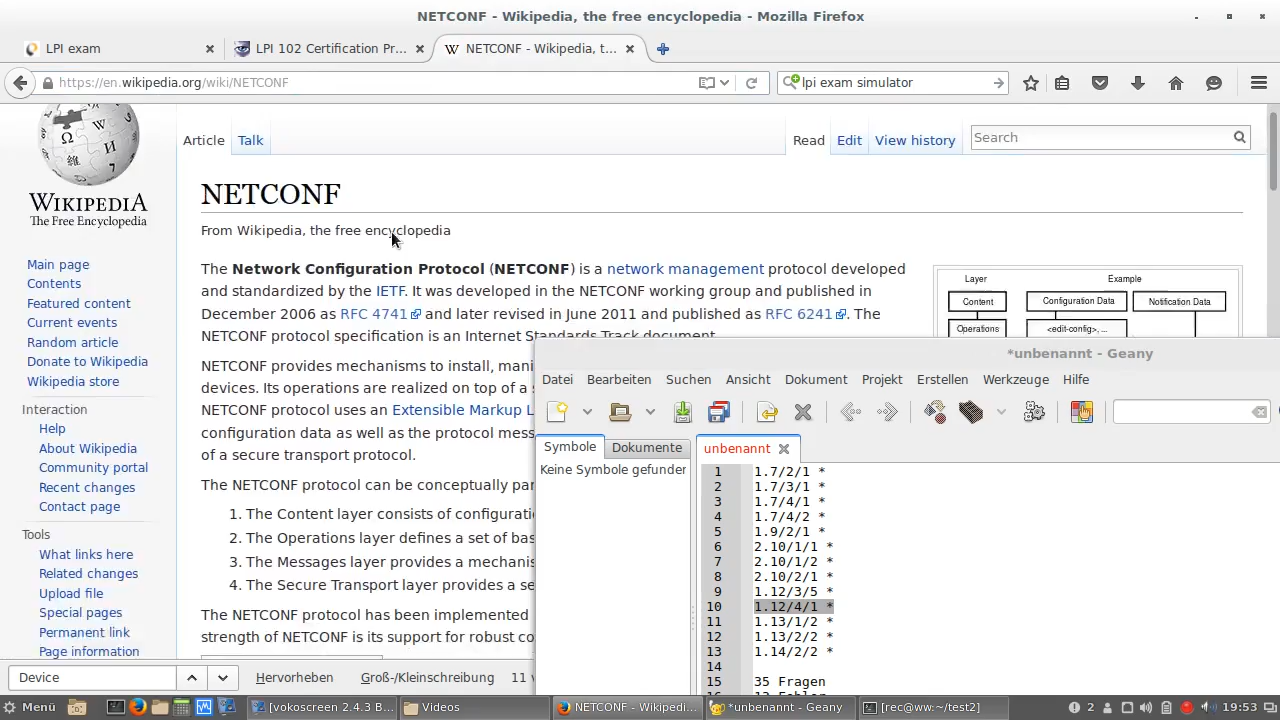 NETCONF - Wikipedia, the free encyclopedia - Mozilla Firefox
LPI exam
LPI 102 Certification Pr...
NETCONF - Wikipedia, t...
https://en.wikipedia.org/wiki/NETCONF
lpi exam simulator
WIKIPEDIA
The Free Encyclopedia
Main page
Contents
Featured content
Current events
Random article
Donate to Wikipedia
Wikipedia store
Interaction
Help
About Wikipedia
Community portal
Recent changes
Contact page
Tools
What links here
Related changes
Upload file
Special pages
Permanent link
Page information
Article Talk
Read Edit View history
Search
NETCONF
From Wikipedia, the free encyclopedia
The Network Configuration Protocol (NETCONF) is a network management protocol developed
and standardized by the IETF. It was developed in the NETCONF working group and published in
December 2006 as RFC 4741 and later revised in June 2011 and published as RFC 6241. The
NETCONF protocol specification is an Internet Standards Track document.
NETCONF provides mechanisms to install, mani
devices. Its operations are realized on top of a s
NETCONF protocol uses an Extensible Markup L
configuration data as well as the protocol mess
of a secure transport protocol.
The NETCONF protocol can be conceptually par
1. The Content layer consists of configurati
2. The Operations layer defines a set of bas
3. The Messages layer provides a mechanis
4. The Secure Transport layer provides a se
The NETCONF protocol has been implemented
strength of NETCONF is its support for robust co
Layer Example
Content Configuration Data Notification Data
Operations <edit-config>, ...
*unbenannt - Geany
Datei Bearbeiten Suchen Ansicht Dokument Projekt Erstellen Werkzeuge Hilfe
Symbole Dokumente
Keine Symbole gefunder
unbenannt
1 1.7/2/1 *
2 1.7/3/1 *
3 1.7/4/1 *
4 1.7/4/2 *
5 1.9/2/1 *
6 2.10/1/1 *
7 2.10/1/2 *
8 2.10/2/1 *
9 1.12/3/5 *
10 1.12/4/1 *
11 1.13/1/2 *
12 1.13/2/2 *
13 1.14/2/2 *
14
15 35 Fragen
Device
Hervorheben
Groß-/Kleinschreibung
11 v
Menü
[vokoscreen 2.4.3 B...
Videos
NETCONF - Wikipedi...
*unbenannt - Geany
[rec@ww:~/test2]
2
19:53